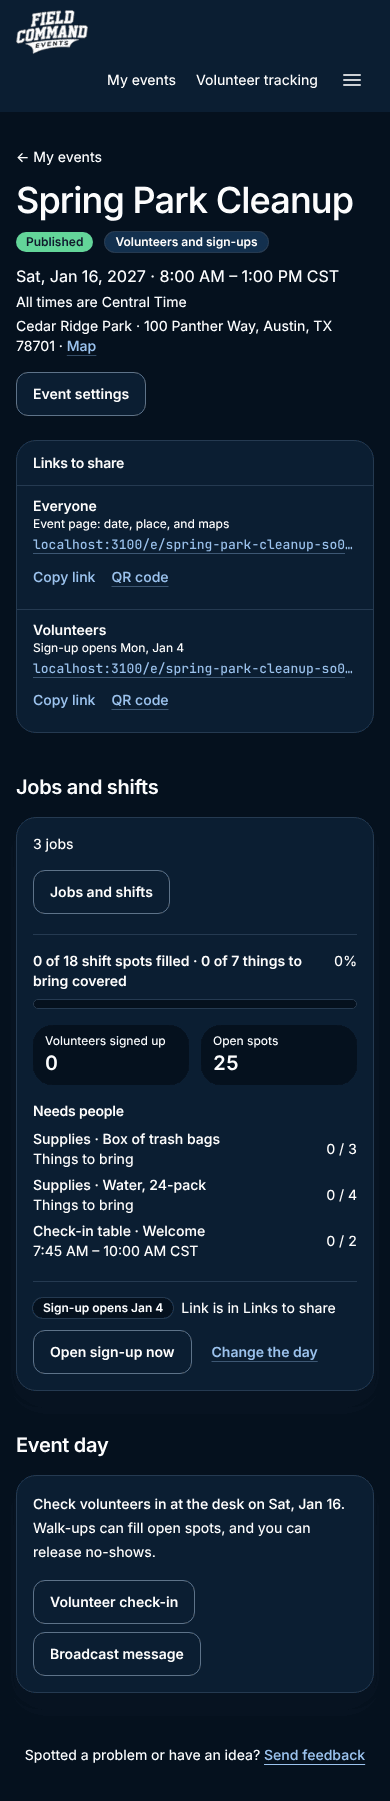 FIELD
COMMAND
EVENTS
My events
Volunteer tracking
← My events
Spring Park Cleanup
Published
Volunteers and sign-ups
Sat, Jan 16, 2027 · 8:00 AM – 1:00 PM CST
All times are Central Time
Cedar Ridge Park · 100 Panther Way, Austin, TX
78701 · Map
Event settings
Links to share
Everyone
Event page: date, place, and maps
localhost:3100/e/spring-park-cleanup-so0…
Copy link
QR code
Volunteers
Sign-up opens Mon, Jan 4
localhost:3100/e/spring-park-cleanup-so0…
Copy link
QR code
Jobs and shifts
3 jobs
Jobs and shifts
0 of 18 shift spots filled · 0 of 7 things to
bring covered
0%
Volunteers signed up
0
Open spots
25
Needs people
Supplies · Box of trash bags
Things to bring
0 / 3
Supplies · Water, 24-pack
Things to bring
0 / 4
Check-in table · Welcome
7:45 AM – 10:00 AM CST
0 / 2
Sign-up opens Jan 4
Link is in Links to share
Open sign-up now
Change the day
Event day
Check volunteers in at the desk on Sat, Jan 16.
Walk-ups can fill open spots, and you can
release no-shows.
Volunteer check-in
Broadcast message
Spotted a problem or have an idea? Send feedback